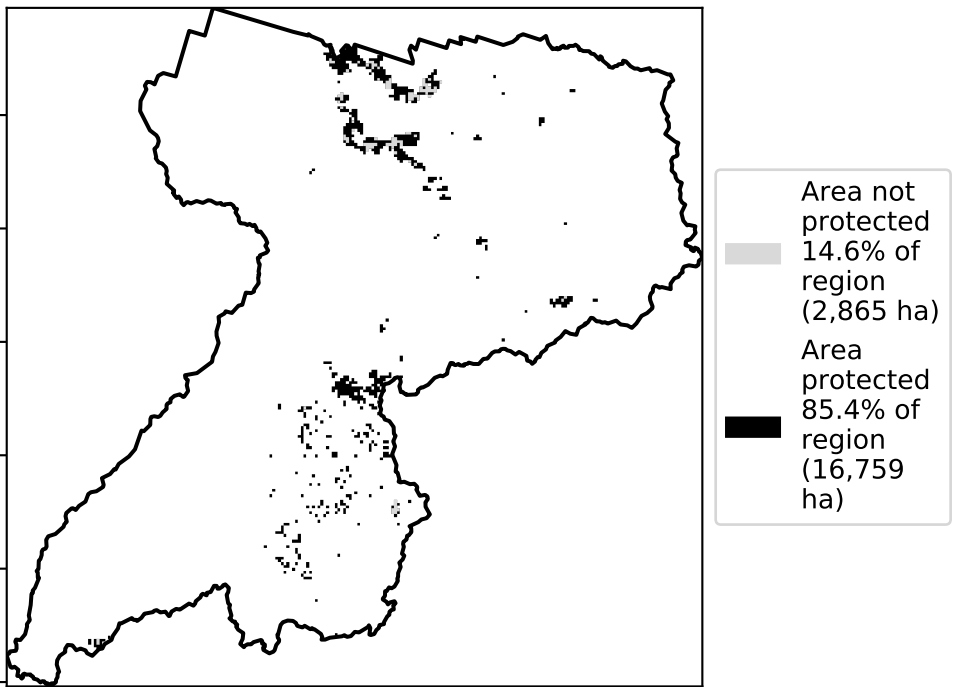 Area not
protected
14.6% of
region
(2,865 ha)
Area
protected
85.4% of
region
(16,759
ha)